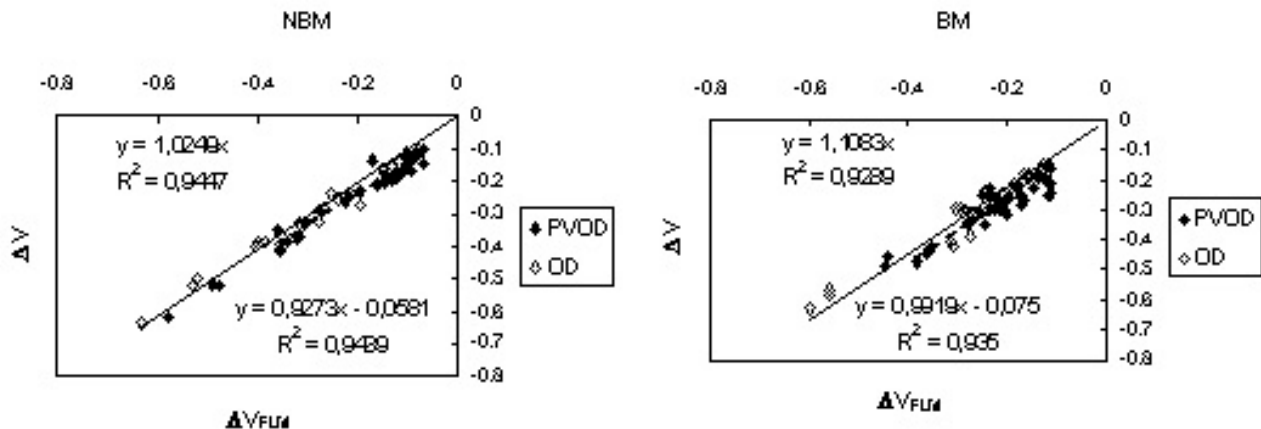 NBM
-0.8 -0.6 -0.4 -0.2 0
0
-0.1
-0.2
-0.3
-0.4
-0.5
-0.6
-0.7
-0.8
y = 1,0249x
R² = 0,9447
y = 0,9273x - 0,0581
R² = 0,9439
ΔV
ΔV
PVOD
OD
BM
-0.8 -0.6 -0.4 -0.2 0
0
-0.1
-0.2
-0.3
-0.4
-0.5
-0.6
-0.7
-0.8
y = 1,1083x
R² = 0,9289
y = 0,9919x - 0,075
R² = 0,935
ΔV
ΔV
PVOD
OD